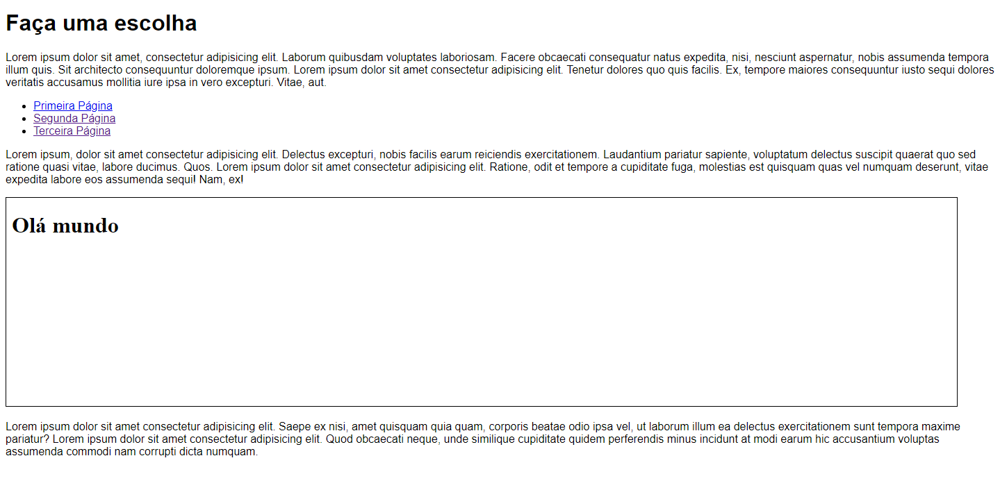 Faça uma escolha
Lorem ipsum dolor sit amet, consectetur adipisicing elit. Laborum quibusdam voluptates laboriosam. Facere obcaecati consequatur natus expedita, nisi, nesciunt aspernatur, nobis assumenda tempora
illum quis. Sit architecto consequuntur doloremque ipsum. Lorem ipsum dolor sit amet consectetur adipisicing elit. Tenetur dolores quo quis facilis. Ex, tempore maiores consequuntur iusto sequi dolores
veritatis accusamus mollitia iure ipsa in vero excepturi. Vitae, aut.
• Primeira Página
• Segunda Página
• Terceira Página
Lorem ipsum, dolor sit amet consectetur adipisicing elit. Delectus excepturi, nobis facilis earum reiciendis exercitationem. Laudantium pariatur sapiente, voluptatum delectus suscipit quaerat quo sed
ratione quasi vitae, labore ducimus. Quos. Lorem ipsum dolor sit amet consectetur adipisicing elit. Ratione, odit et tempore a cupiditate fuga, molestias est quisquam quas vel numquam deserunt, vitae
expedita labore eos assumenda sequi! Nam, ex!
Olá mundo
Lorem ipsum dolor sit amet consectetur adipisicing elit. Saepe ex nisi, amet quisquam quia quam, corporis beatae odio ipsa vel, ut laborum illum ea delectus exercitationem sunt tempora maxime
pariatur? Lorem ipsum dolor sit amet consectetur adipisicing elit. Quod obcaecati neque, unde similique cupiditate quidem perferendis minus incidunt at modi earum hic accusantium voluptas
assumenda commodi nam corrupti dicta numquam.